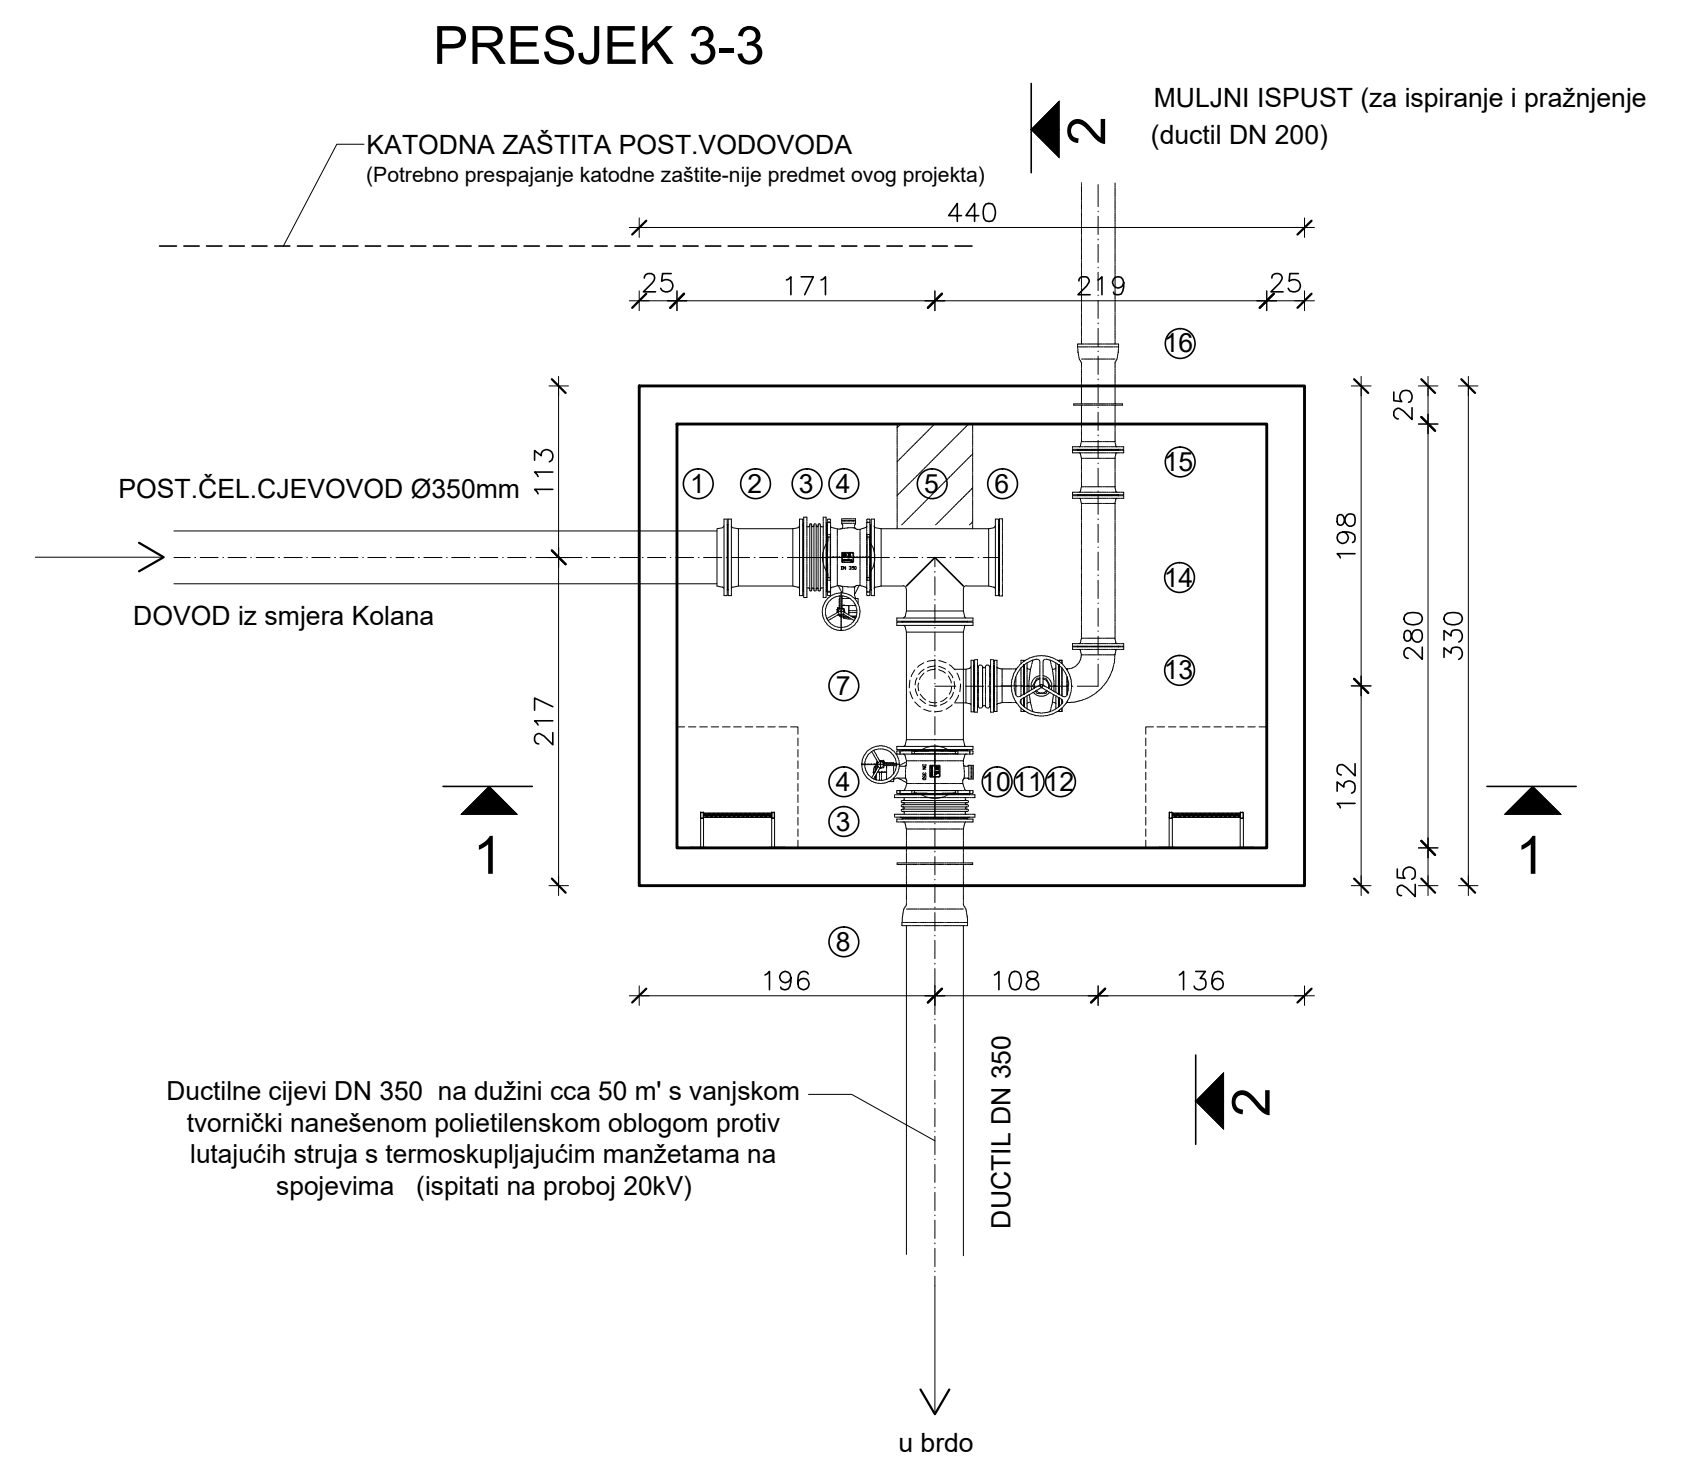 PRESJEK 3-3
MULJNI ISPUST (za ispiranje i pražnjenje
(ductil DN 200)
2
KATODNA ZAŠTITA POST.VODOVODA
(Potrebno prespajanje katodne zaštite-nije predmet ovog projekta)
440
25 171 219 25
16
25
113
POST.ČEL.CJEVOVOD Ø350mm
1 2 3 4 5 6 15
198
DN 350
14
DOVOD iz smjera Kolana
280 330
7 13
217
4 10 11 12
132
3
1 1
25
8
196 108 136
DUCTIL DN 350
2
Ductilne cijevi DN 350 na dužini cca 50 m' s vanjskom
tvornički nanešenom polietilenskom oblogom protiv
lutajućih struja s termoskupljajućim manžetama na
spojevima (ispitati na proboj 20kV)
u brdo